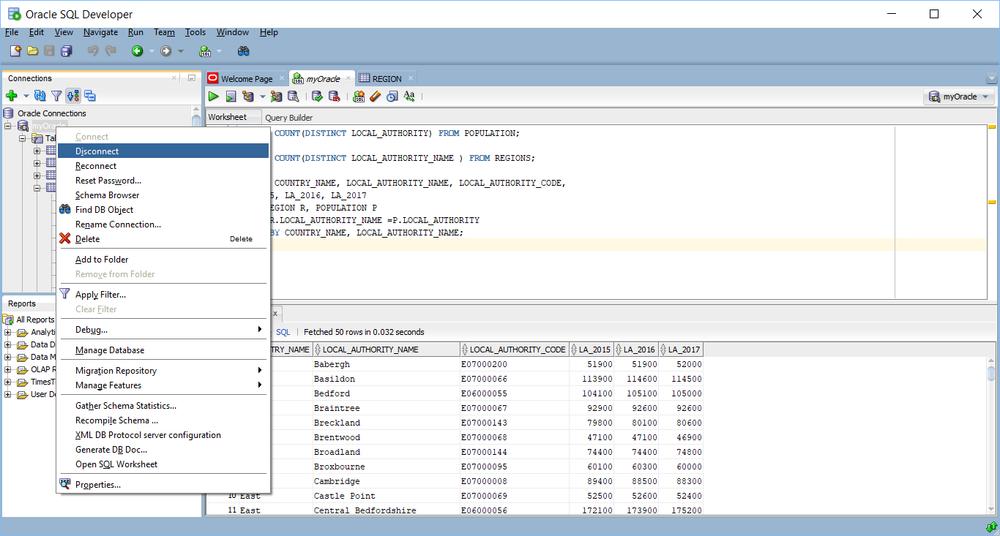 Oracle SQL Developer
File Edit View Navigate Run Team Tools Window Help
Connections
Welcome Page
myOracle
REGION
myOracle
Oracle Connections
myOracle
Worksheet Query Builder
COUNT(DISTINCT LOCAL_AUTHORITY) FROM POPULATION;
COUNT(DISTINCT LOCAL_AUTHORITY_NAME ) FROM REGIONS;
COUNTRY_NAME, LOCAL_AUTHORITY_NAME, LOCAL_AUTHORITY_CODE,
, LA_2016, LA_2017
EGION R, POPULATION P
R.LOCAL_AUTHORITY_NAME =P.LOCAL_AUTHORITY
BY COUNTRY_NAME, LOCAL_AUTHORITY_NAME;
Connect
Disconnect
Reconnect
Reset Password...
Schema Browser
Find DB Object
Rename Connection...
Delete Delete
Add to Folder
Remove from Folder
Apply Filter...
Clear Filter
Debug...
Manage Database
Migration Repository
Manage Features
Gather Schema Statistics...
Recompile Schema ...
XML DB Protocol server configuration
Generate DB Doc...
Open SQL Worksheet
Properties...
Reports
All Reports
Analyti
Data D
Data M
OLAP R
TimesT
User De
SQL | Fetched 50 rows in 0.032 seconds
TRY_NAME LOCAL_AUTHORITY_NAME LOCAL_AUTHORITY_CODE LA_2015 LA_2016 LA_2017
Babergh E07000200 51900 51900 52000
Basildon E07000066 113900 114600 114500
Bedford E06000055 104100 105100 105000
Braintree E07000067 92900 92600 92600
Breckland E07000143 79800 80100 80600
Brentwood E07000068 47100 47100 46900
Broadland E07000144 74400 74400 74800
Broxbourne E07000095 60100 60300 60000
Cambridge E07000008 89400 88500 88300
10 East Castle Point E07000069 52500 52600 52400
11 East Central Bedfordshire E06000056 172100 173900 175200